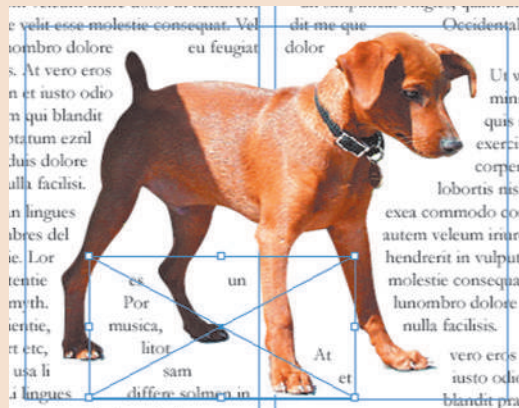 velit esse molestie consequat. Vel
lunombro dolore eu feugiat
s. At vero eros
n et iusto odio
m qui blandit
ptatum ezril
duis dolore
ulla facilisi.
n lingues
bres del
ie. Lor
tentie
myth.
entie,
rt etc,
usa li
i lingues
es un
Por
musica,
litot
sam
differe solmen in
dit me que Occidental
dolor
Ut v
min
quis
exerci
corper
lobortis nis
exea commodo co
autem veleum iriur
hendrerit in vulput
molestie consequa
lunombro dolore
nulla facilisis.
At vero eros
et iusto odio
blandit pra